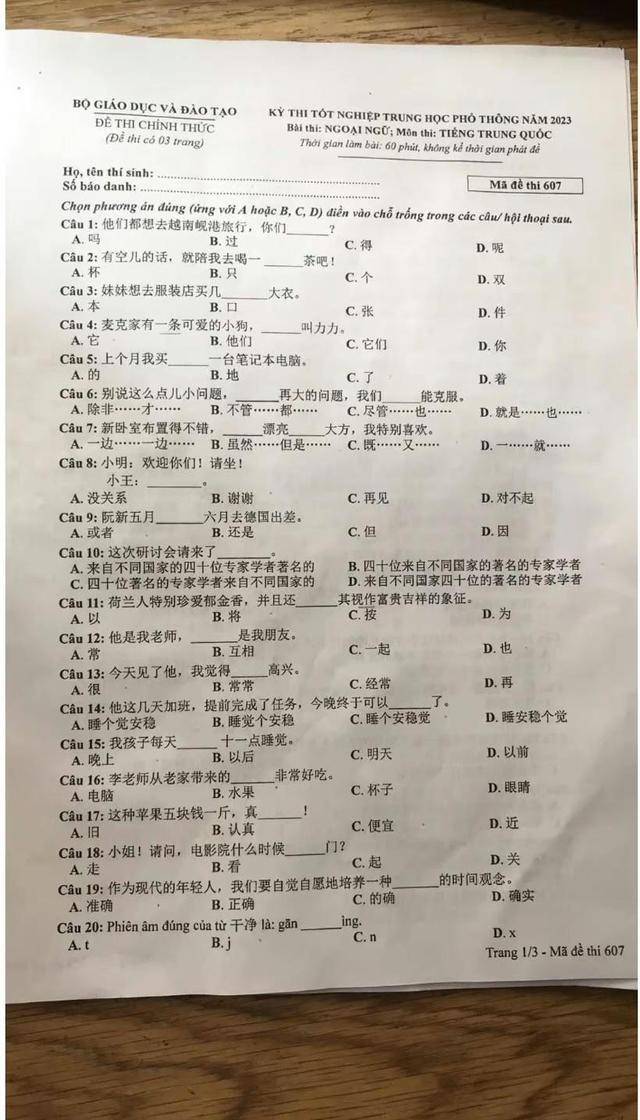 BỘ GIÁO DỤC VÀ ĐÀO TẠO
ĐỀ THI CHÍNH THỨC
(Đề thi có 03 trang)
KỲ THI TỐT NGHIỆP TRUNG HỌC PHỔ THÔNG NĂM 2023
Bài thi: NGOẠI NGỮ; Môn thi: TIẾNG TRUNG QUỐC
Thời gian làm bài: 60 phút, không kể thời gian phát đề
Họ, tên thí sinh: ........................................................
Số báo danh: ............................................................
Mã đề thi 607
Chọn phương án đúng (ứng với A hoặc B, C, D) điền vào chỗ trống trong các câu/ hội thoại sau.
Câu 1: 他们都想去越南岘港旅行，你们______?
A. 吗 B. 过 C. 得 D. 呢
Câu 2: 有空儿的话，就陪我去喝一 ______茶吧！
A. 杯 B. 只 C. 个 D. 双
Câu 3: 妹妹想去服装店买几______大衣。
A. 本 B. 口 C. 张 D. 件
Câu 4: 麦克家有一条可爱的小狗，______叫力力。
A. 它 B. 他们 C. 它们 D. 你
Câu 5: 上个月我买______一台笔记本电脑。
A. 的 B. 地 C. 了 D. 着
Câu 6: 别说这么点儿小问题，______再大的问题，我们______能克服。
A. 除非……才…… B. 不管……都…… C. 尽管……也…… D. 就是……也……
Câu 7: 新卧室布置得不错，______漂亮______大方，我特别喜欢。
A. 一边……一边…… B. 虽然……但是…… C. 既……又…… D. 一……就……
Câu 8: 小明：欢迎你们！请坐！
小王：________。
A. 没关系 B. 谢谢 C. 再见 D. 对不起
Câu 9: 阮新五月______六月去德国出差。
A. 或者 B. 还是 C. 但 D. 因
Câu 10: 这次研讨会请来了_______。
A. 来自不同国家的四十位专家学者著名的 B. 四十位来自不同国家的著名的专家学者
C. 四十位著名的专家学者来自不同国家的 D. 来自不同国家四十位的著名的专家学者
Câu 11: 荷兰人特别珍爱郁金香，并且还______其视作富贵吉祥的象征。
A. 以 B. 将 C. 按 D. 为
Câu 12: 他是我老师，______是我朋友。
A. 常 B. 互相 C. 一起 D. 也
Câu 13: 今天见了他，我觉得______高兴。
A. 很 B. 常常 C. 经常 D. 再
Câu 14: 他这几天加班，提前完成了任务，今晚终于可以______了。
A. 睡个觉安稳 B. 睡觉个安稳 C. 睡个安稳觉 D. 睡安稳个觉
Câu 15: 我孩子每天______ 十一点睡觉。
A. 晚上 B. 以后 C. 明天 D. 以前
Câu 16: 李老师从老家带来的______非常好吃。
A. 电脑 B. 水果 C. 杯子 D. 眼睛
Câu 17: 这种苹果五块钱一斤，真______！
A. 旧 B. 认真 C. 便宜 D. 近
Câu 18: 小姐！请问，电影院什么时候______门？
A. 走 B. 看 C. 起 D. 关
Câu 19: 作为现代的年轻人，我们要自觉自愿地培养一种______的时间观念。
A. 准确 B. 正确 C. 的确 D. 确实
Câu 20: Phiên âm đúng của từ 干净 là: gān ______ìng.
A. t B. j C. n D. x
Trang 1/3 - Mã đề thi 607